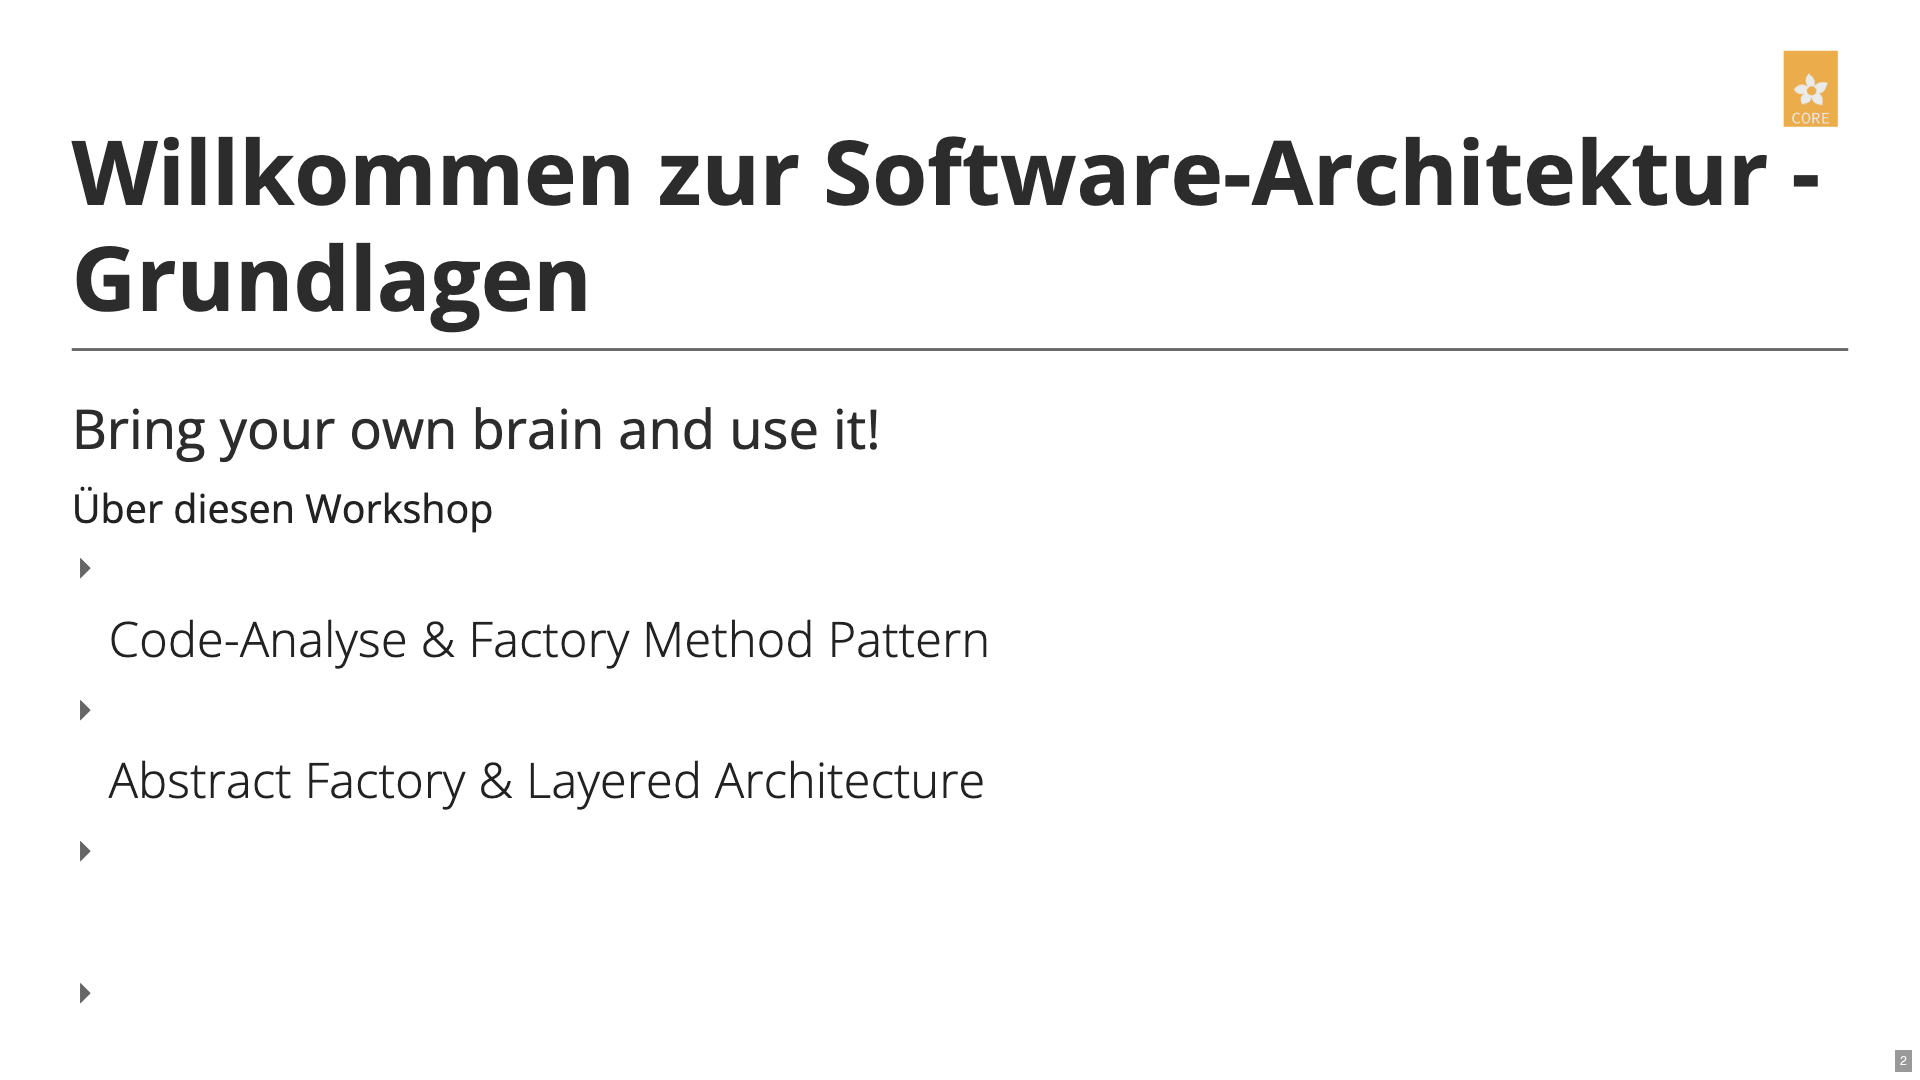 CORE
Willkommen zur Software-Architektur -
Grundlagen
Bring your own brain and use it!
Über diesen Workshop
Code-Analyse & Factory Method Pattern
Abstract Factory & Layered Architecture
2